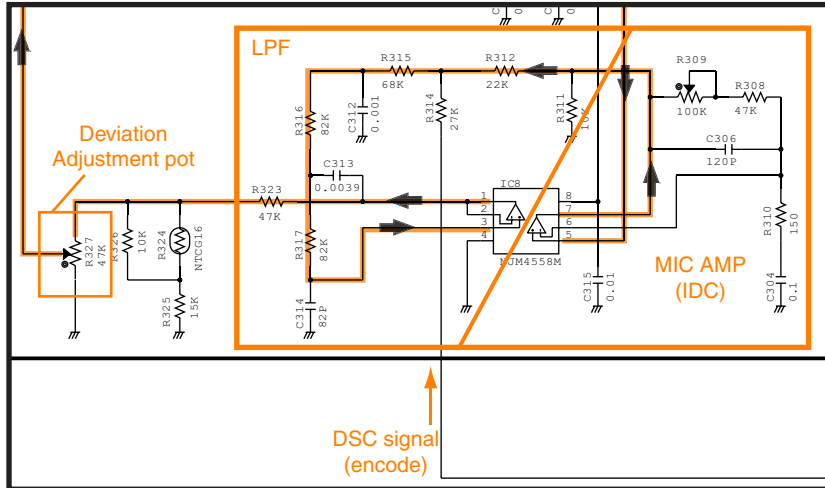 C
0
C
0
LPF
R315
68K
R312
22K
R309
100K
R308
47K
R316
82K
C312
0.001
R314
27K
R311
C306
120P
Deviation
Adjustment pot
C313
0.0039
R323
47K
IC8
1
2
3
4
8
7
6
5
NJM4558M
R310
150
R327
47K
R326
10K
R324
NTCG16
R317
82K
R325
15K
C314
82P
C315
0.01
MIC AMP
(IDC)
C304
0.1
DSC signal
(encode)